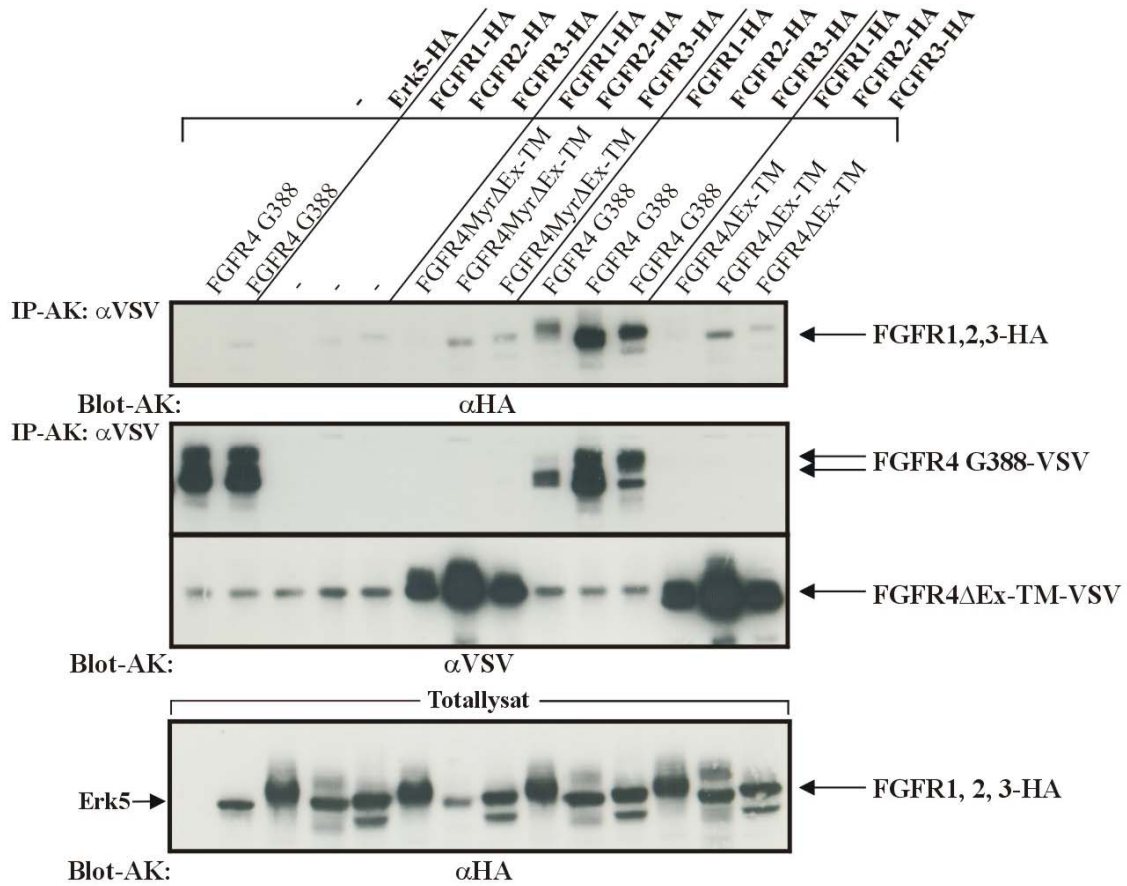 -
Erk5-HA
FGFR1-HA
FGFR2-HA
FGFR3-HA
FGFR1-HA
FGFR2-HA
FGFR3-HA
FGFR1-HA
FGFR2-HA
FGFR3-HA
FGFR1-HA
FGFR2-HA
FGFR3-HA
FGFR4 G388
FGFR4 G388
-
-
-
FGFR4MyrΔEx-TM
FGFR4MyrΔEx-TM
FGFR4MyrΔEx-TM
FGFR4 G388
FGFR4 G388
FGFR4 G388
FGFR4ΔEx-TM
FGFR4ΔEx-TM
FGFR4ΔEx-TM
IP-AK: αVSV
FGFR1,2,3-HA
Blot-AK: αHA
IP-AK: αVSV
FGFR4 G388-VSV
FGFR4ΔEx-TM-VSV
Blot-AK: αVSV
Totallysat
Erk5
FGFR1, 2, 3-HA
Blot-AK: αHA